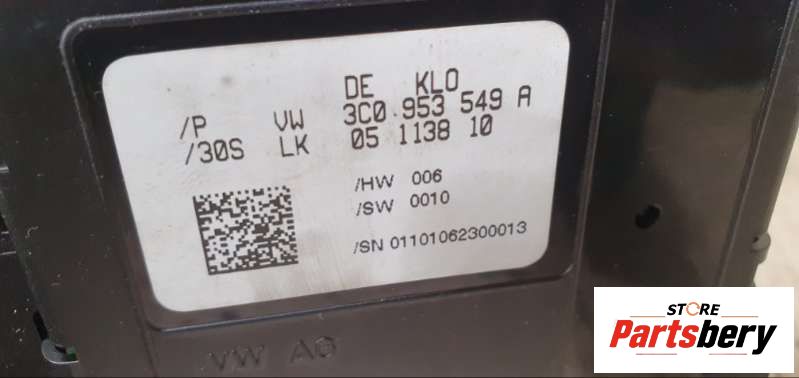 DE KLO
/P VW 3C0 953 549 A
/30S LK 05 1138 10
/HW 006
/SW 0010
/SN 01101062300013
VW AG
STORE
Partsbery